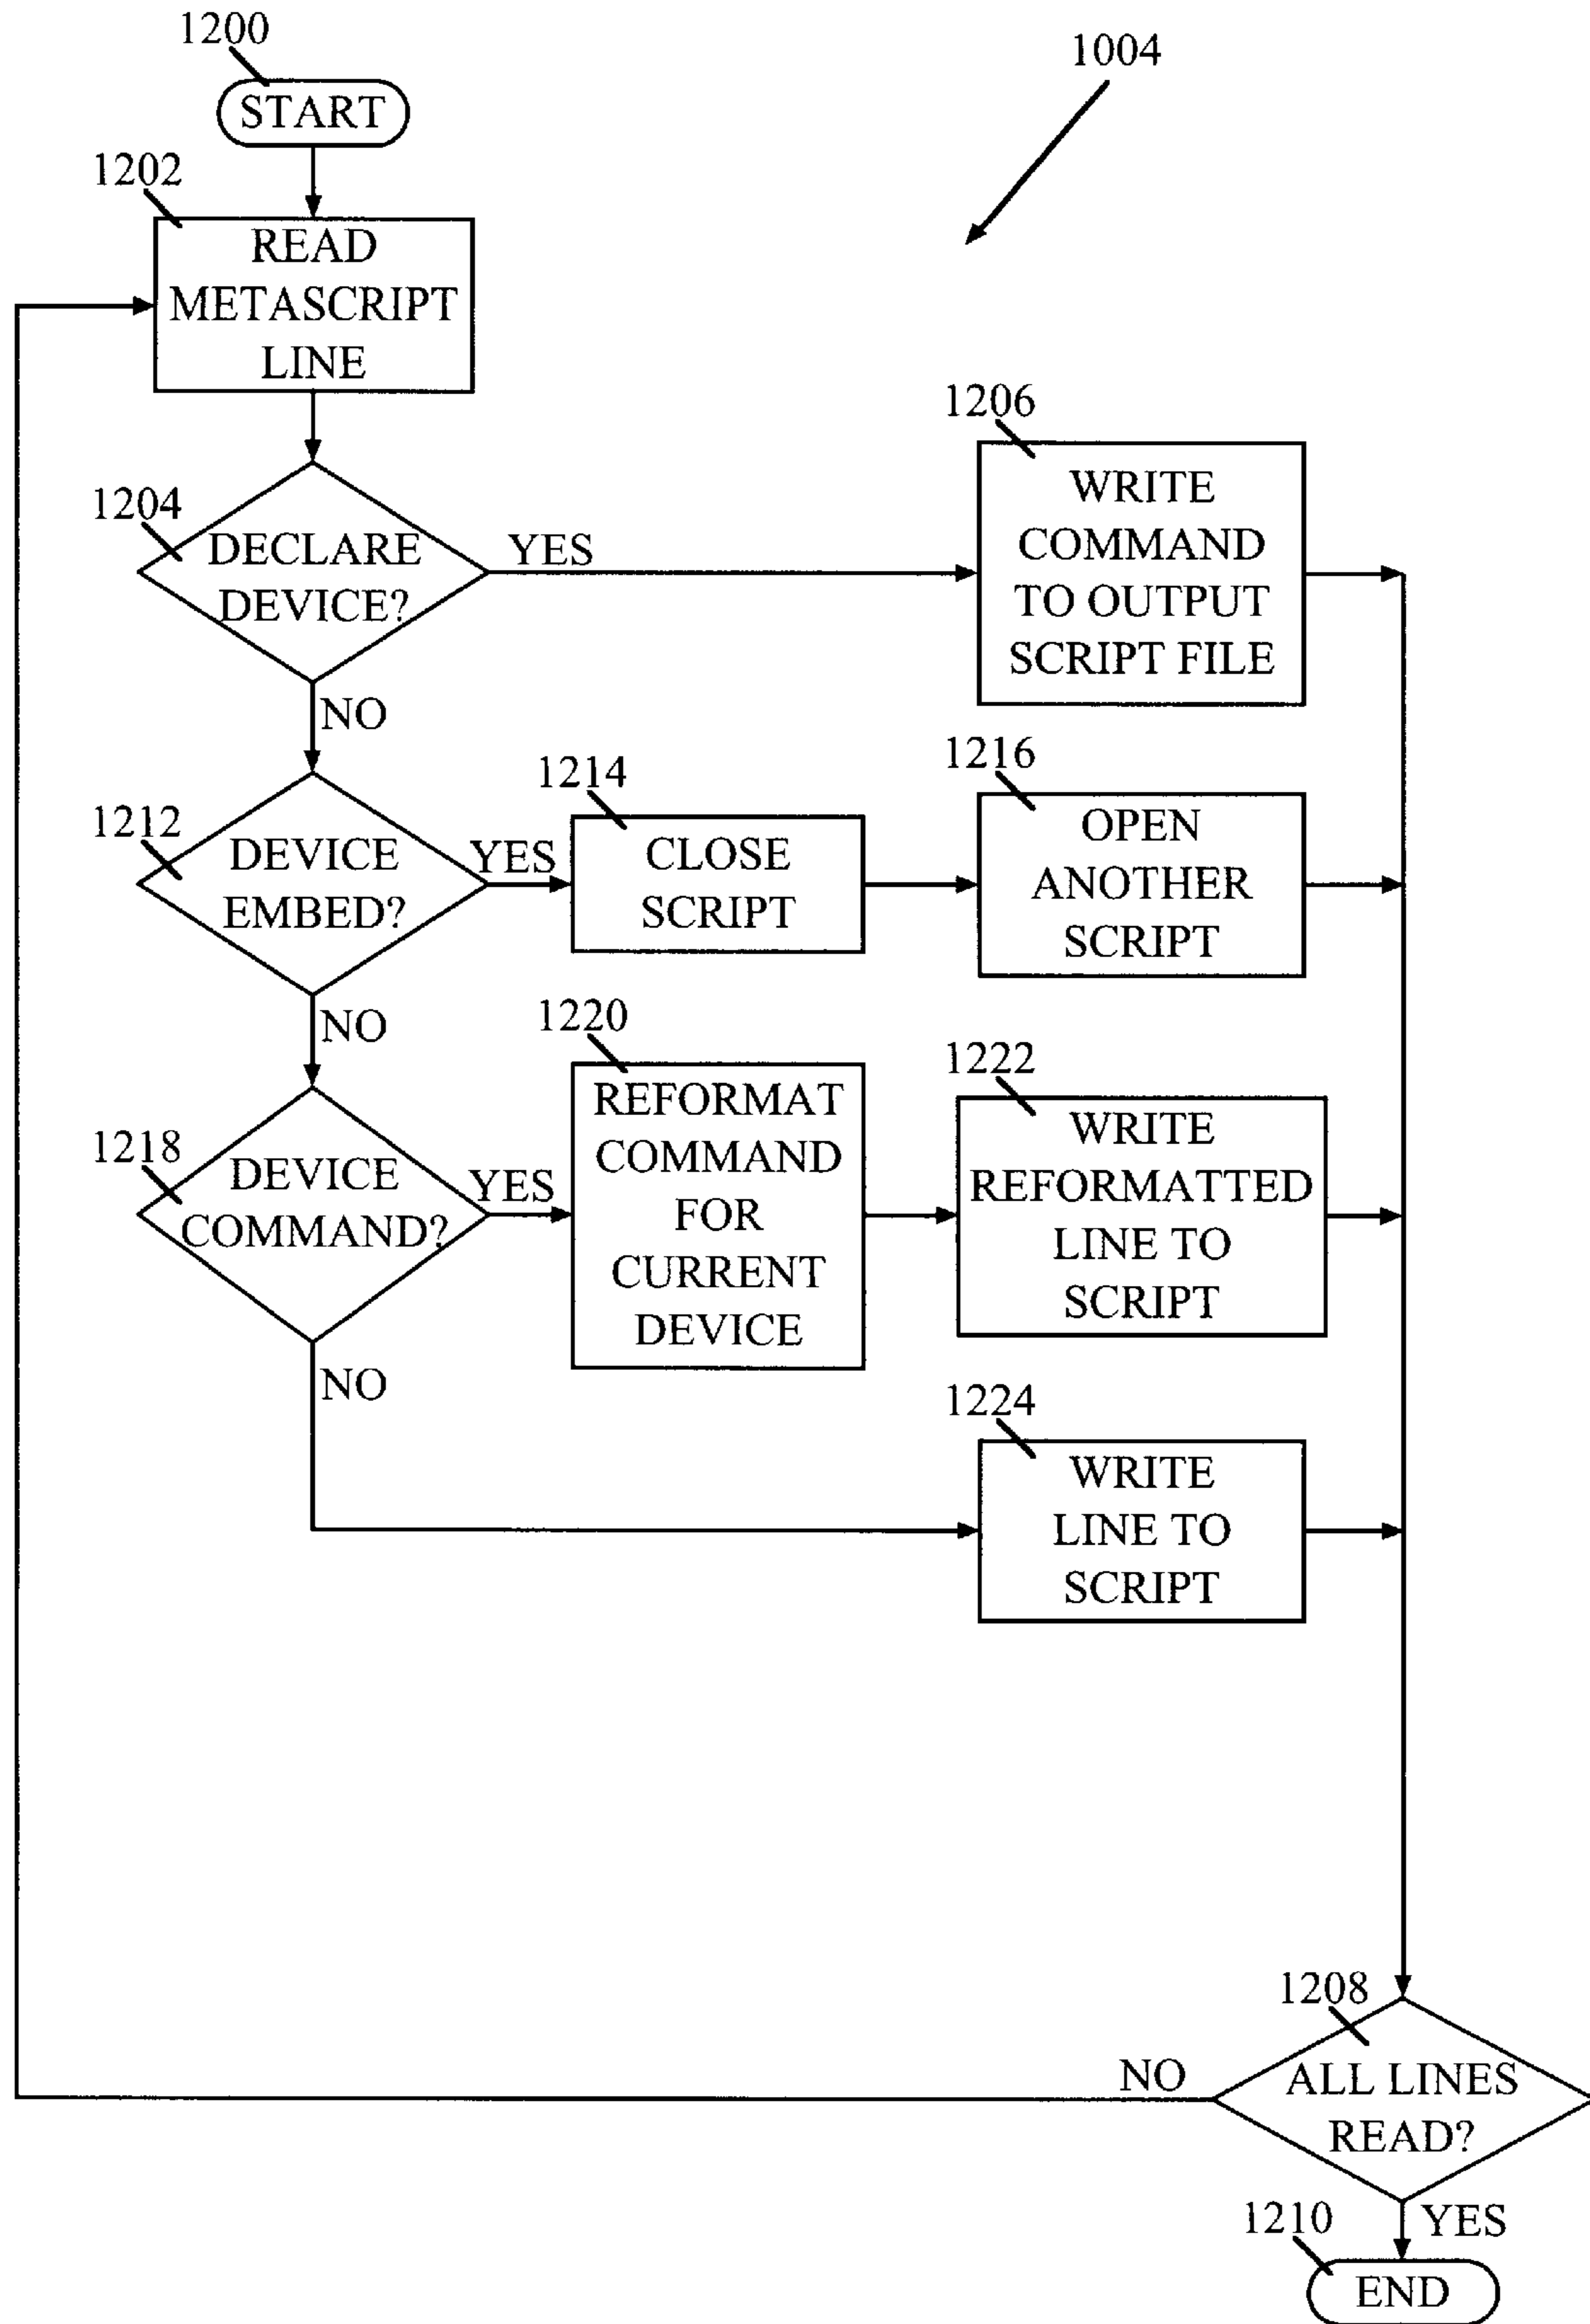 1200
START
1004
1202
READ
METASCRIPT
LINE
1204
DECLARE
DEVICE?
YES
NO
1206
WRITE
COMMAND
TO OUTPUT
SCRIPT FILE
1212
DEVICE
EMBED?
YES
NO
1214
CLOSE
SCRIPT
1216
OPEN
ANOTHER
SCRIPT
1218
DEVICE
COMMAND?
YES
NO
1220
REFORMAT
COMMAND
FOR
CURRENT
DEVICE
1222
WRITE
REFORMATTED
LINE TO
SCRIPT
1224
WRITE
LINE TO
SCRIPT
1208
ALL LINES
READ?
NO
YES
1210
END